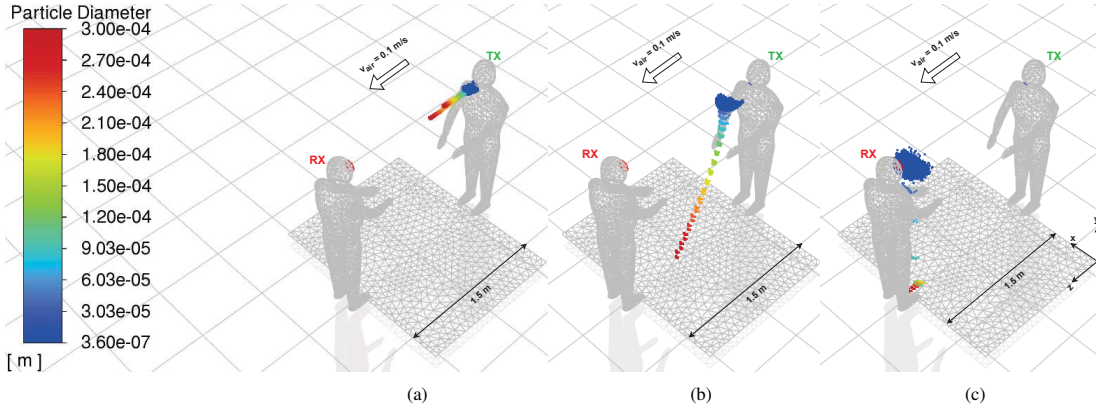 Particle Diameter
3.00e-04
2.70e-04
2.40e-04
2.10e-04
1.80e-04
1.50e-04
1.20e-04
9.03e-05
6.03e-05
3.03e-05
3.60e-07
[ m ]
v_air = 0.1 m/s
TX
RX
1.5 m
(a)
v_air = 0.1 m/s
TX
RX
1.5 m
(b)
v_air = 0.1 m/s
TX
RX
1.5 m
x
y
z
(c)